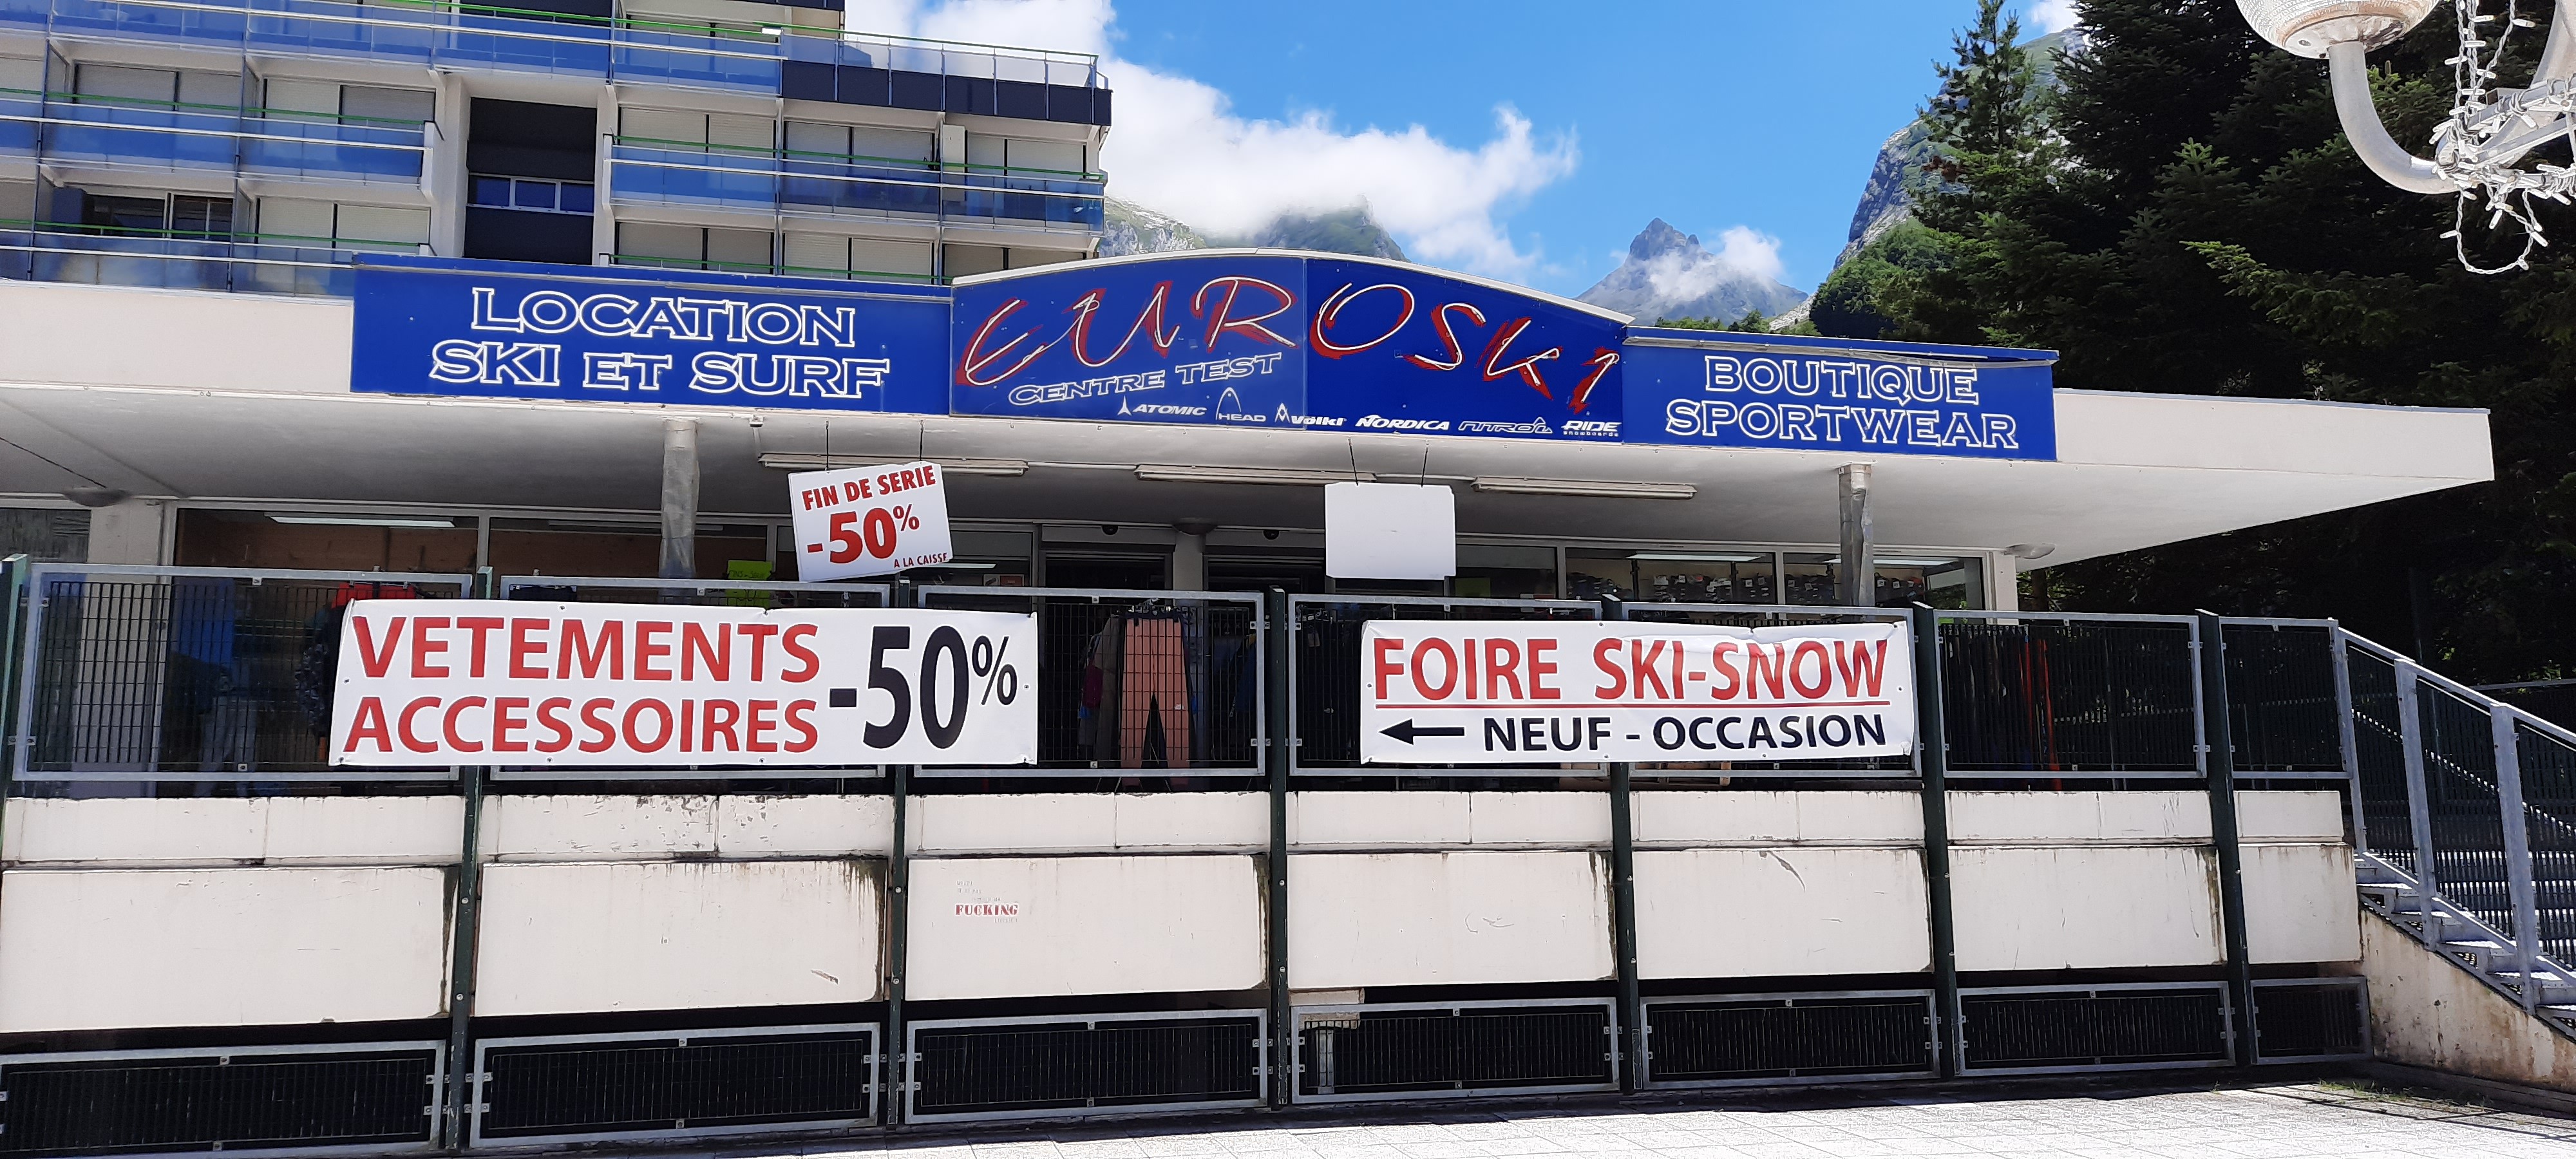 LOCATION
SKI ET SURF
EUROSKI
CENTRE TEST
ATOMIC HEAD Völkl NORDICA NITRO RIDE
SNOWBOARDS
BOUTIQUE
SPORTWEAR
FIN DE SERIE
-50%
A LA CAISSE
VETEMENTS
ACCESSOIRES
-50%
FOIRE SKI-SNOW
← NEUF - OCCASION
FUCKING